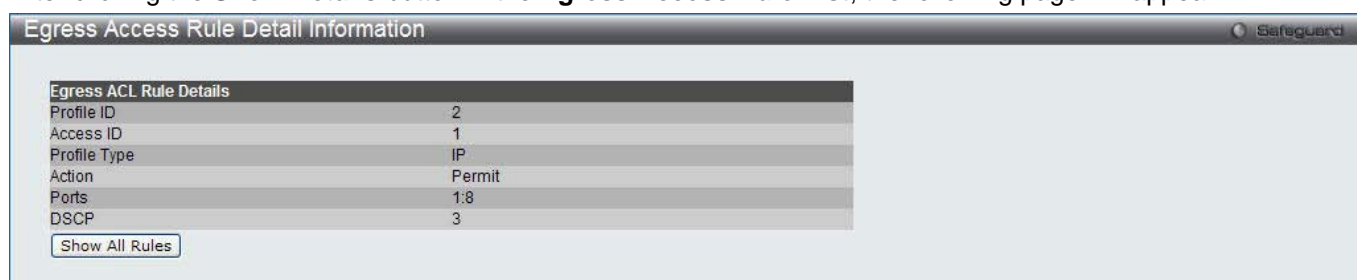 Egress Access Rule Detail Information
Safeguard
Egress ACL Rule Details
Profile ID 2
Access ID 1
Profile Type IP
Action Permit
Ports 1:8
DSCP 3
Show All Rules